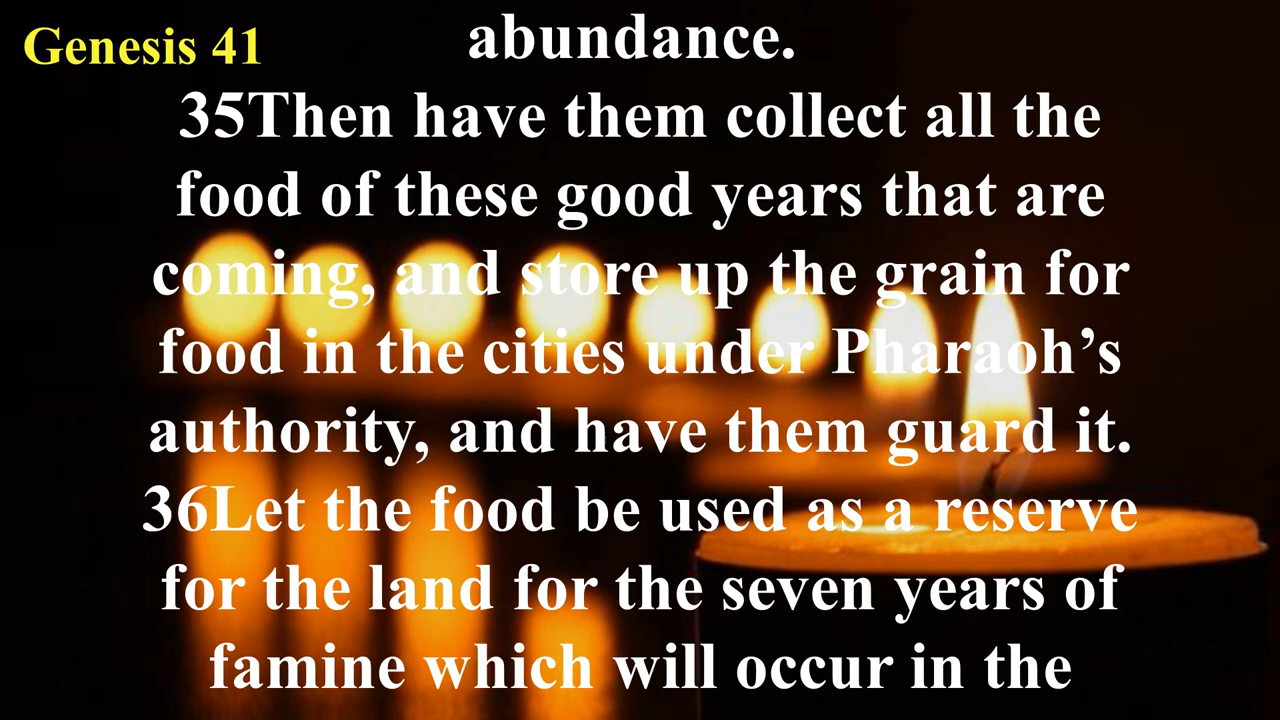 Genesis 41
abundance.
35Then have them collect all the
food of these good years that are
coming, and store up the grain for
food in the cities under Pharaoh’s
authority, and have them guard it.
36Let the food be used as a reserve
for the land for the seven years of
famine which will occur in the